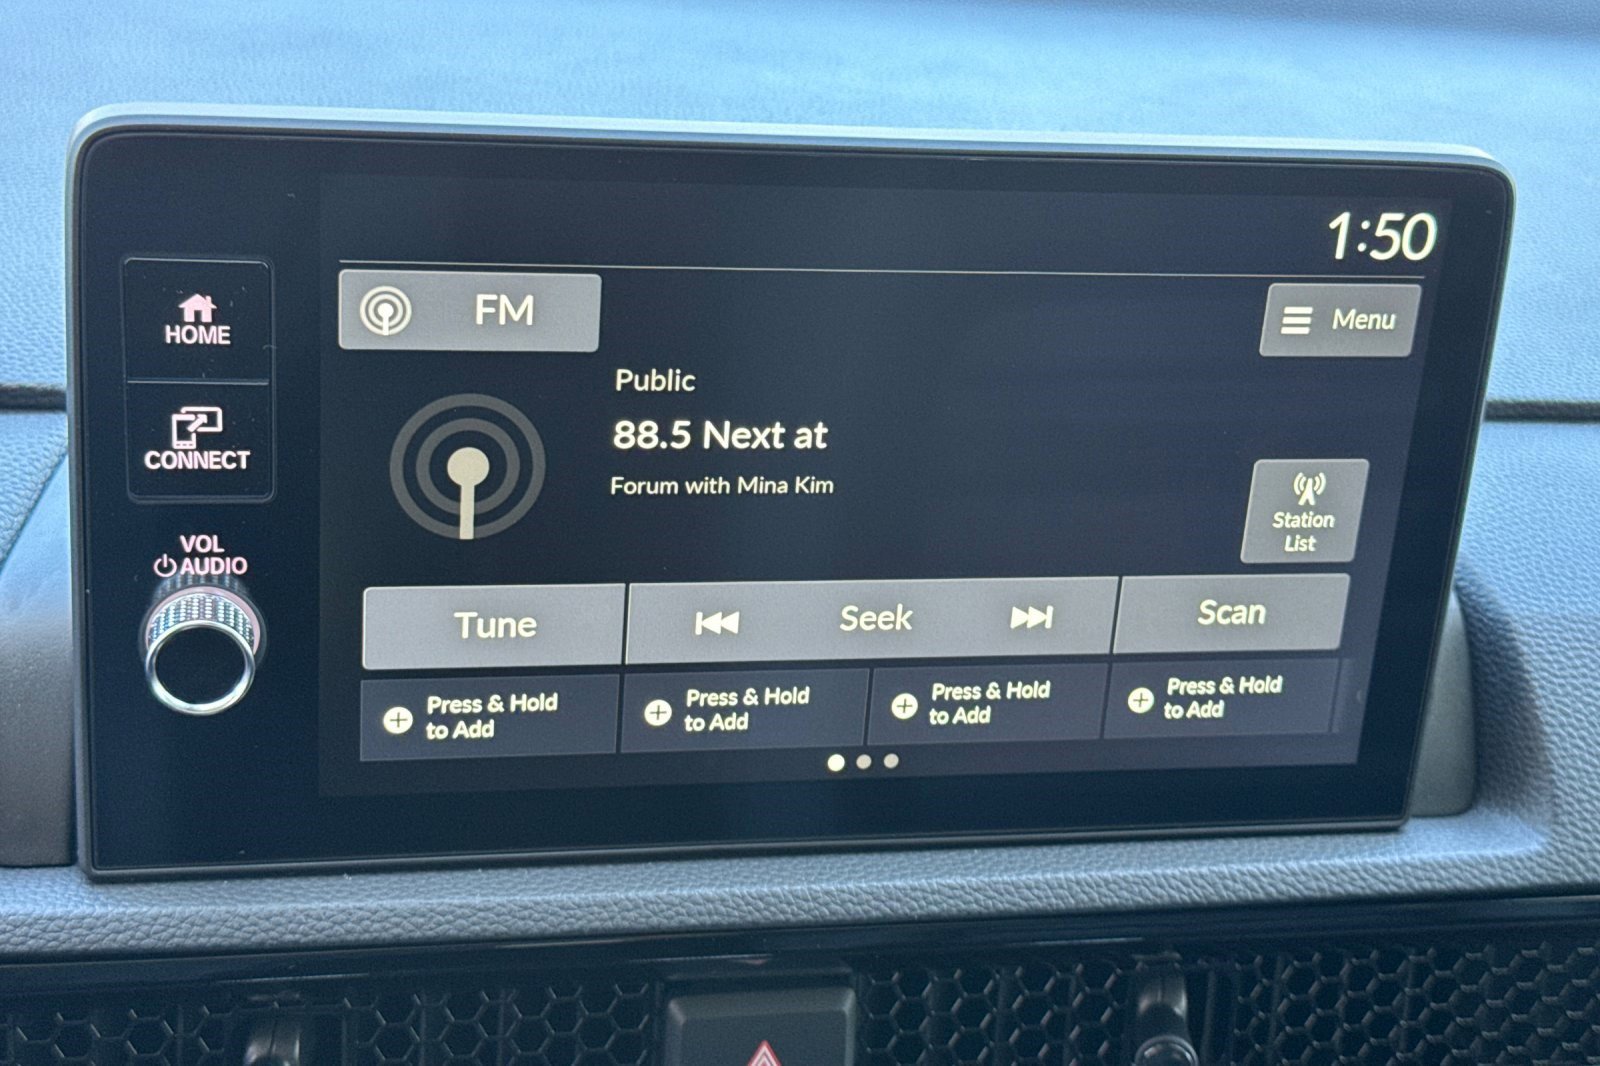 1:50
HOME
CONNECT
VOL
AUDIO
FM
Menu
Public
88.5 Next at
Forum with Mina Kim
Station
List
Tune
Seek
Scan
Press & Hold
to Add
Press & Hold
to Add
Press & Hold
to Add
Press & Hold
to Add